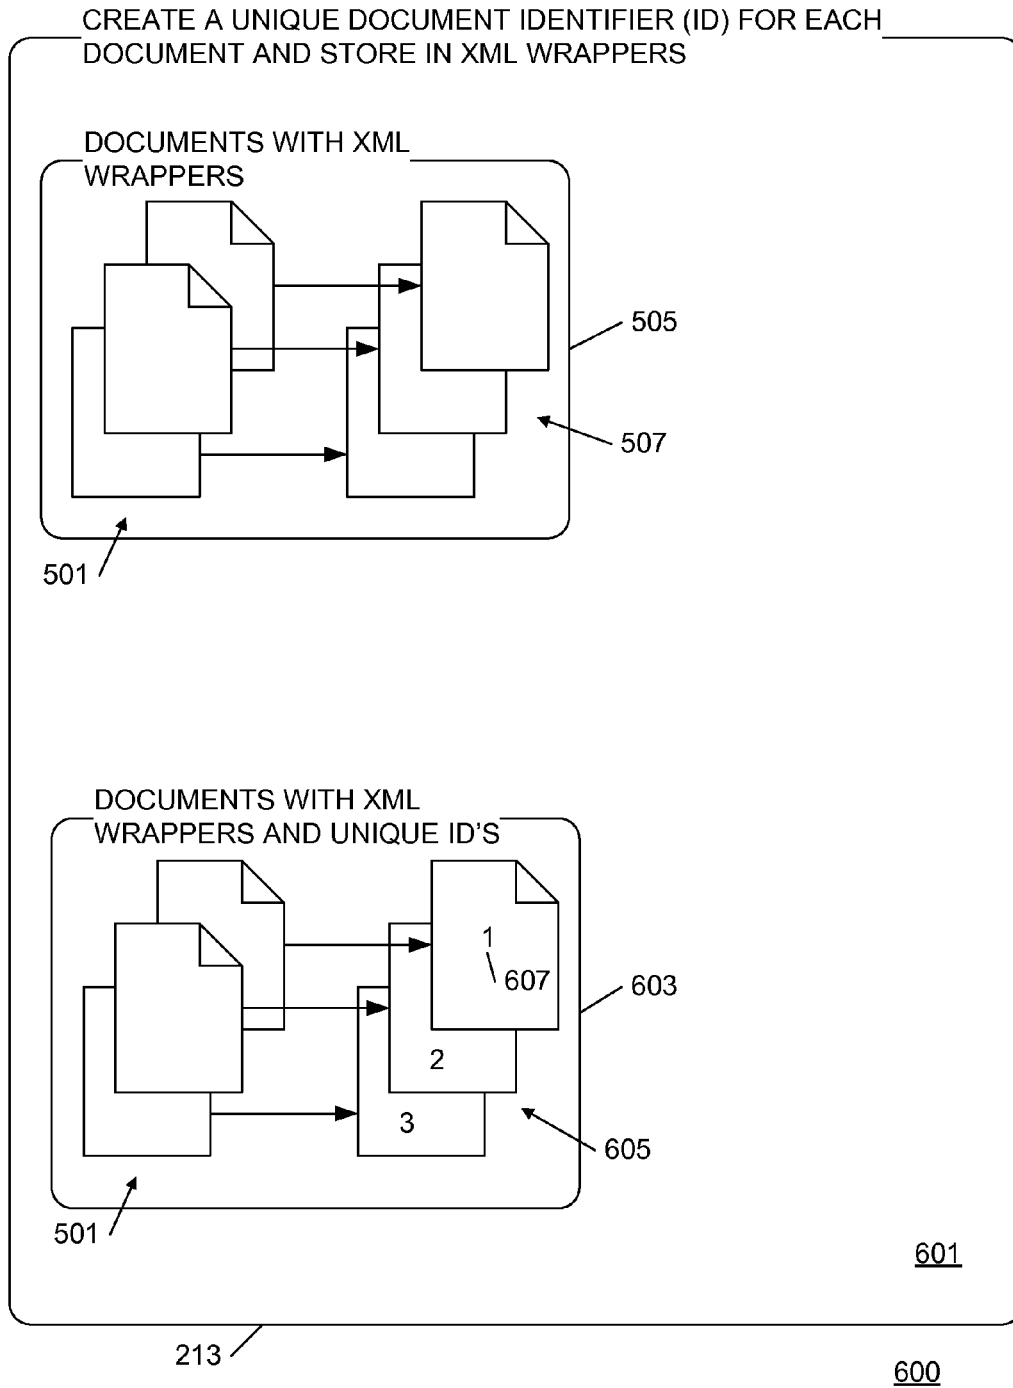 CREATE A UNIQUE DOCUMENT IDENTIFIER (ID) FOR EACH
DOCUMENT AND STORE IN XML WRAPPERS
DOCUMENTS WITH XML
WRAPPERS
505
507
501
DOCUMENTS WITH XML
WRAPPERS AND UNIQUE ID'S
1
607
603
2
3
605
501
601
213
600